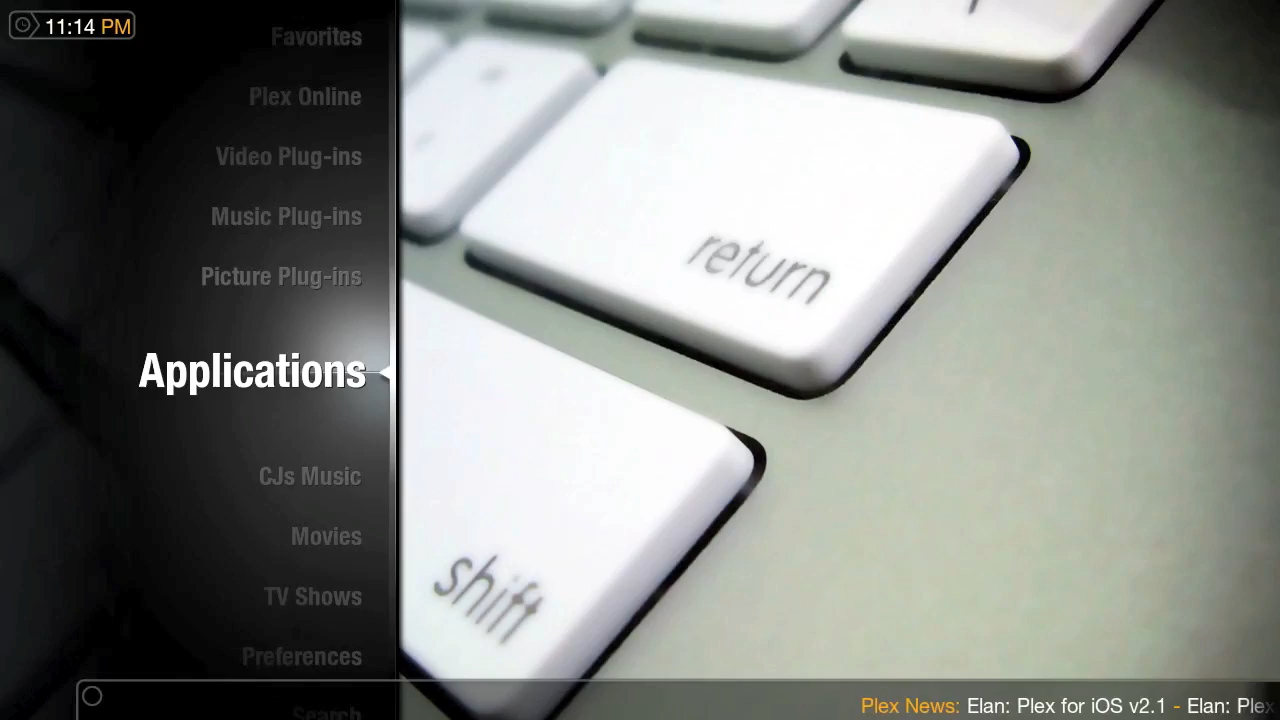 11:14 PM
Favorites
Plex Online
Video Plug-ins
Music Plug-ins
Picture Plug-ins
Applications
CJs Music
Movies
TV Shows
Preferences
Search
return
shift
Plex News: Elan: Plex for iOS v2.1 - Elan: Plex